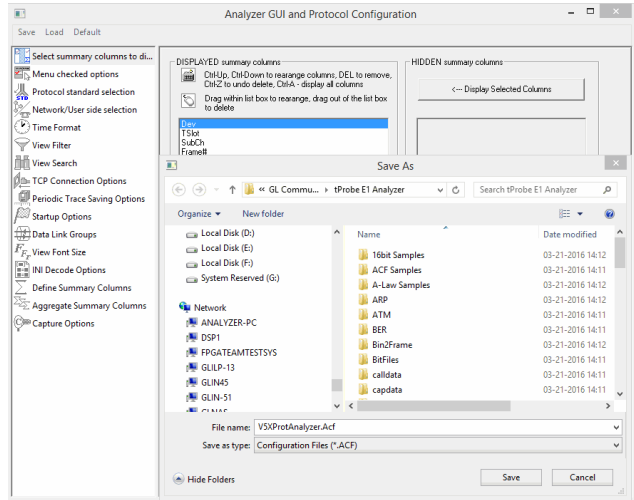 Analyzer GUI and Protocol Configuration
Save Load Default
Select summary columns to di...
Menu checked options
Protocol standard selection
Network/User side selection
Time Format
View Filter
View Search
TCP Connection Options
Periodic Trace Saving Options
Startup Options
Data Link Groups
View Font Size
INI Decode Options
Define Summary Columns
Aggregate Summary Columns
Capture Options
DISPLAYED summary columns
Ctrl-Up, Ctrl-Down to rearange columns, DEL to remove,
Ctrl-Z to undo delete, Ctrl-A - display all columns
Drag within list box to rearange, drag out of the list box
to delete
Dev
TSlot
SubCh
Frame#
HIDDEN summary columns
<--- Display Selected Columns
Save As
« GL Commu... tProbe E1 Analyzer
Search tProbe E1 Analyzer
Organize New folder
Local Disk (D:)
Local Disk (E:)
Local Disk (F:)
System Reserved (G:)
Network
ANALYZER-PC
DSP1
FPGATEAMTESTSYS
GLILP-13
GLIN45
GLIN-51
GLNAS
Name Date modified
16bit Samples 03-21-2016 14:12
ACF Samples 03-21-2016 14:11
A-Law Samples 03-21-2016 14:12
ARP 03-21-2016 14:12
ATM 03-21-2016 14:11
BER 03-21-2016 14:11
Bin2Frame 03-21-2016 14:12
BitFiles 03-21-2016 14:11
calldata 03-21-2016 14:11
capdata 03-21-2016 14:11
File name: V5XProtAnalyzer.Acf
Save as type: Configuration Files (*.ACF)
Hide Folders
Save
Cancel